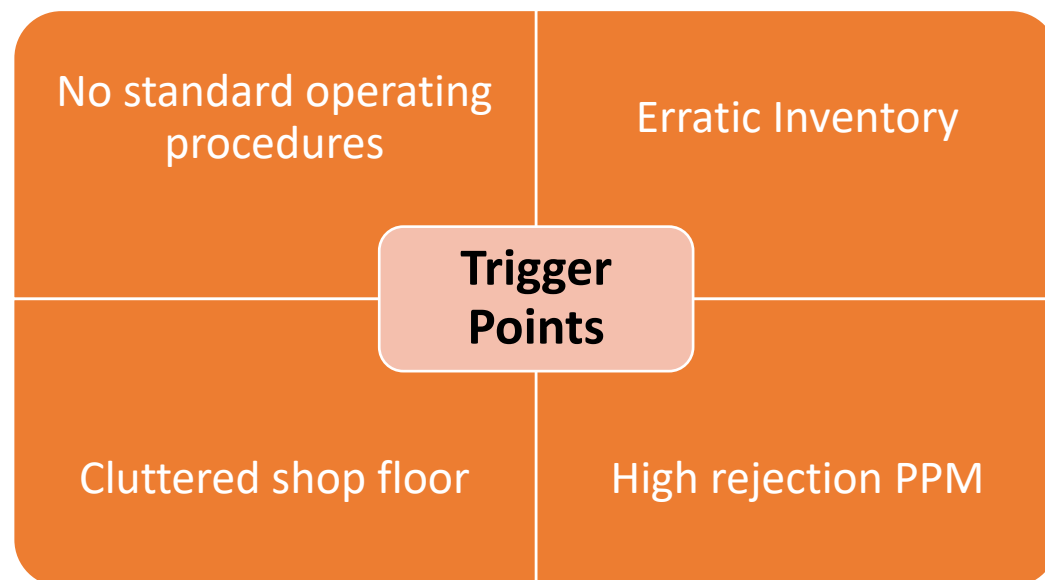 No standard operating
procedures
Erratic Inventory
Trigger
Points
Cluttered shop floor
High rejection PPM